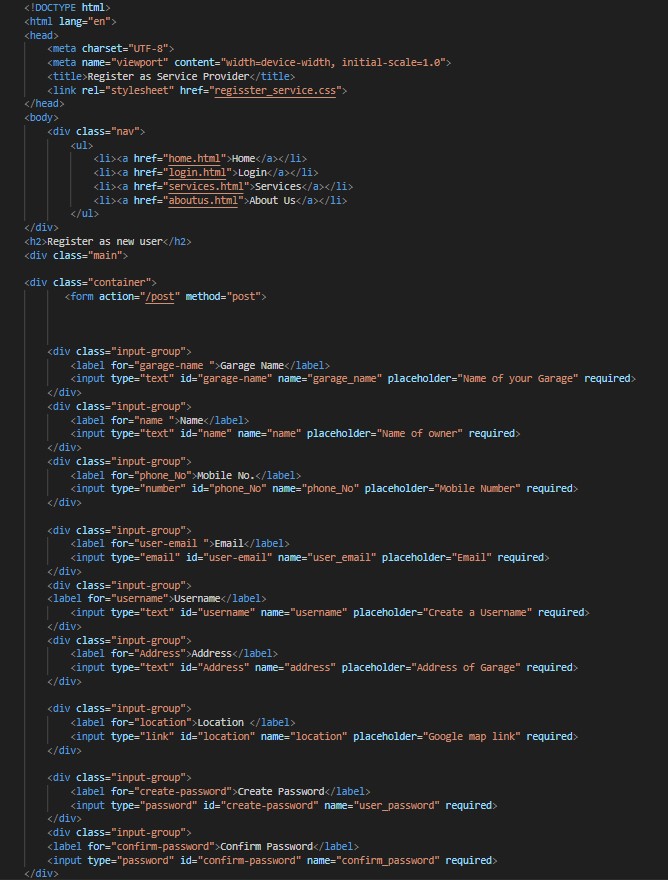 <!DOCTYPE html>
<html lang="en">
<head>
    <meta charset="UTF-8">
    <meta name="viewport" content="width=device-width, initial-scale=1.0">
    <title>Register as Service Provider</title>
    <link rel="stylesheet" href="regisster_service.css">
</head>
<body>
    <div class="nav">
        <ul>
            <li><a href="home.html">Home</a></li>
            <li><a href="login.html">Login</a></li>
            <li><a href="services.html">Services</a></li>
            <li><a href="aboutus.html">About Us</a></li>
        </ul>
</div>
<h2>Register as new user</h2>
<div class="main">
<div class="container">
       <form action="/post" method="post">
    <div class="input-group">
        <label for="garage-name ">Garage Name</label>
        <input type="text" id="garage-name" name="garage_name" placeholder="Name of your Garage" required>
    </div>
    <div class="input-group">
        <label for="name ">Name</label>
        <input type="text" id="name" name="name" placeholder="Name of owner" required>
    </div>
    <div class="input-group">
        <label for="phone_No">Mobile No.</label>
        <input type="number" id="phone_No" name="phone_No" placeholder="Mobile Number" required>
    </div>
    <div class="input-group">
        <label for="user-email ">Email</label>
        <input type="email" id="user-email" name="user_email" placeholder="Email" required>
    </div>
    <div class="input-group">
    <label for="username">Username</label>
        <input type="text" id="username" name="username" placeholder="Create a Username" required>
    </div>
    <div class="input-group">
        <label for="Address">Address</label>
        <input type="text" id="Address" name="address" placeholder="Address of Garage" required>
    </div>
    <div class="input-group">
        <label for="location">Location </label>
        <input type="link" id="location" name="location" placeholder="Google map link" required>
    </div>
    <div class="input-group">
        <label for="create-password">Create Password</label>
        <input type="password" id="create-password" name="user_password" required>
    </div>
    <div class="input-group">
    <label for="confirm-password">Confirm Password</label>
    <input type="password" id="confirm-password" name="confirm_password" required>
</div>